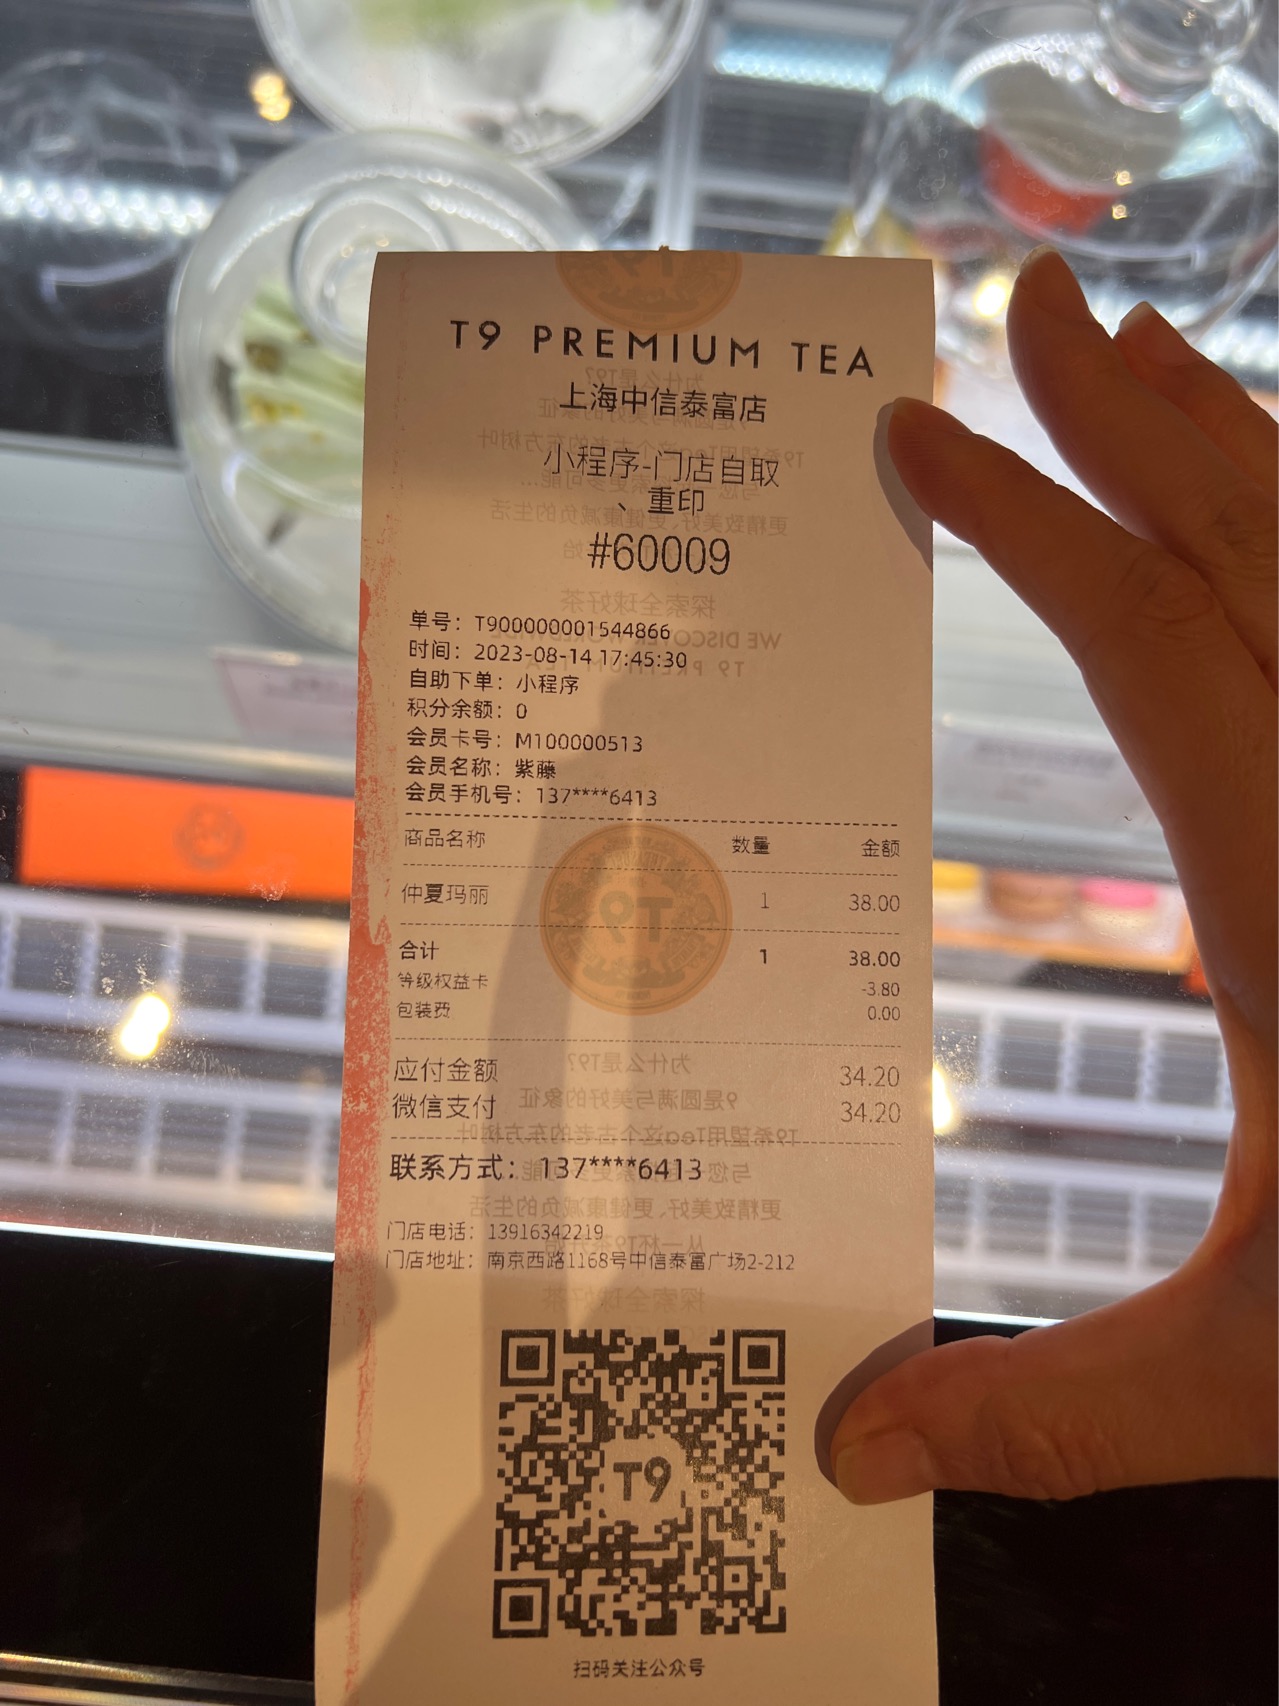 T9 PREMIUM TEA
上海中信泰富店
小程序-门店自取
、重印
#60009
单号：T900000001544866
时间：2023-08-14 17:45:30
自助下单：小程序
积分余额：0
会员卡号：M100000513
会员名称：紫藤
会员手机号：137****6413
商品名称 数量 金额
仲夏玛丽 1 38.00
合计 1 38.00
等级权益卡 -3.80
包装费 0.00
应付金额 34.20
微信支付 34.20
联系方式：137****6413
门店电话：13916342219
门店地址：南京西路1168号中信泰富广场2-212
T9
扫码关注公众号